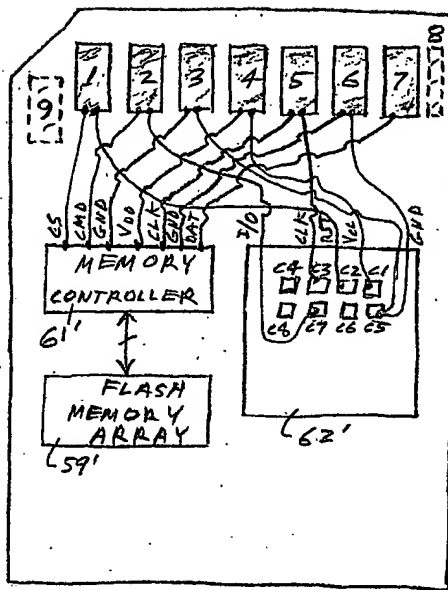 1 2 3 4 5 6 7
9
8
CS CMD GND VDD CLK GND DAT
I/O CLK RST VCC GND
MEMORY
CONTROLLER
61'
C4 C3 C2 C1
C8 C7 C6 C5
FLASH
MEMORY
ARRAY
59'
62'